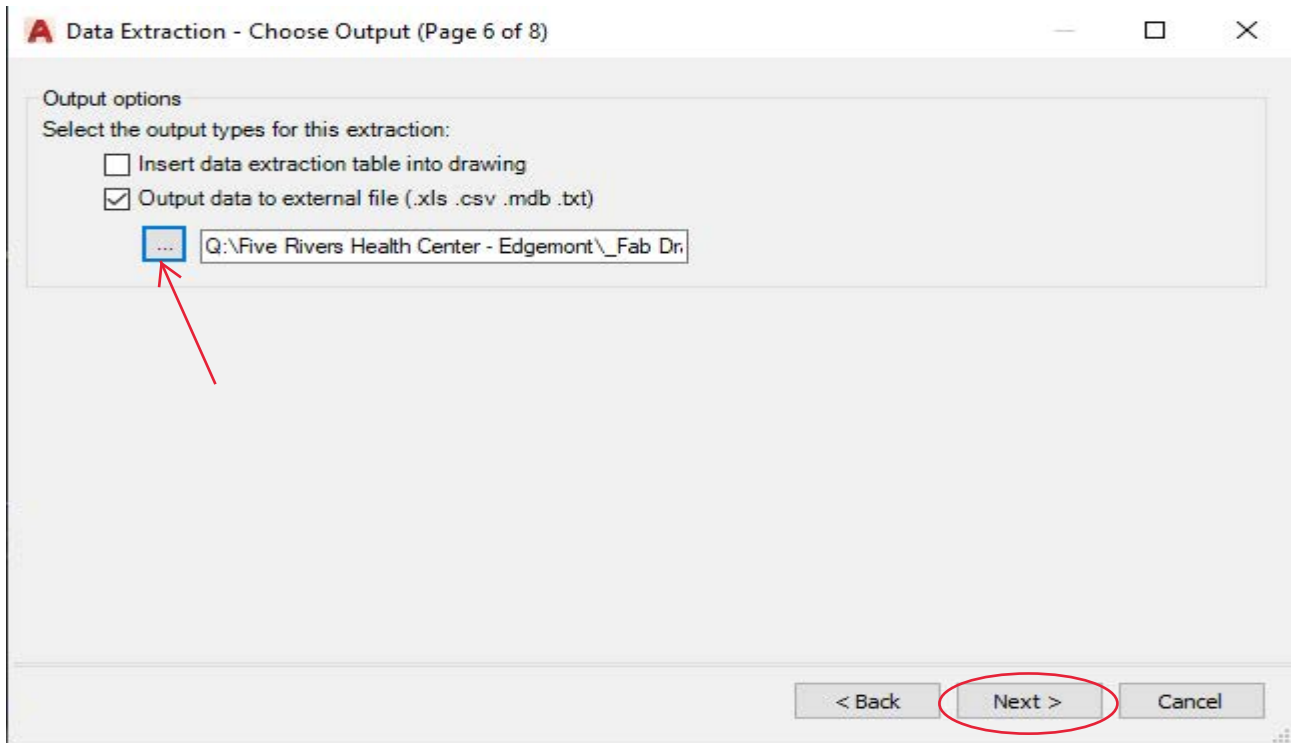 Data Extraction - Choose Output (Page 6 of 8)
Output options
Select the output types for this extraction:
Insert data extraction table into drawing
Output data to external file (.xls .csv .mdb .txt)
... Q:\Five Rivers Health Center - Edgemont\_Fab Dr
< Back Next > Cancel